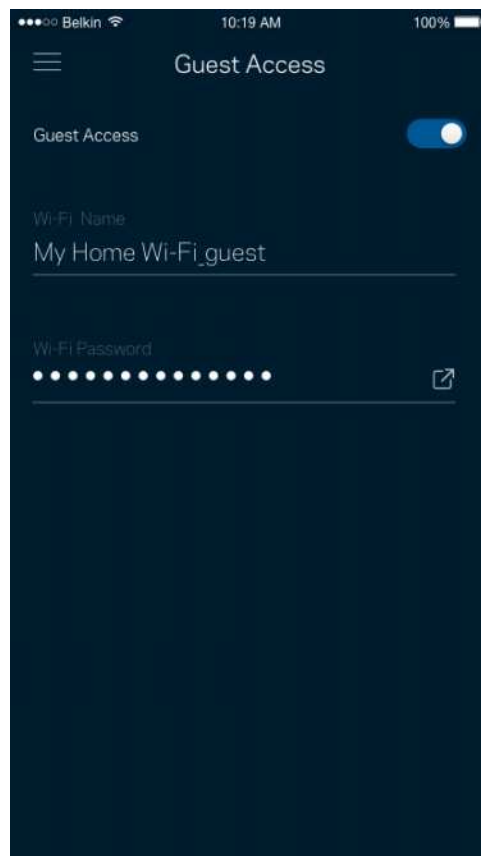 Belkin 10:19 AM 100%
Guest Access
Guest Access
Wi-Fi Name
My Home Wi-Fi_guest
Wi-Fi Password
●●●●●●●●●●●●●●